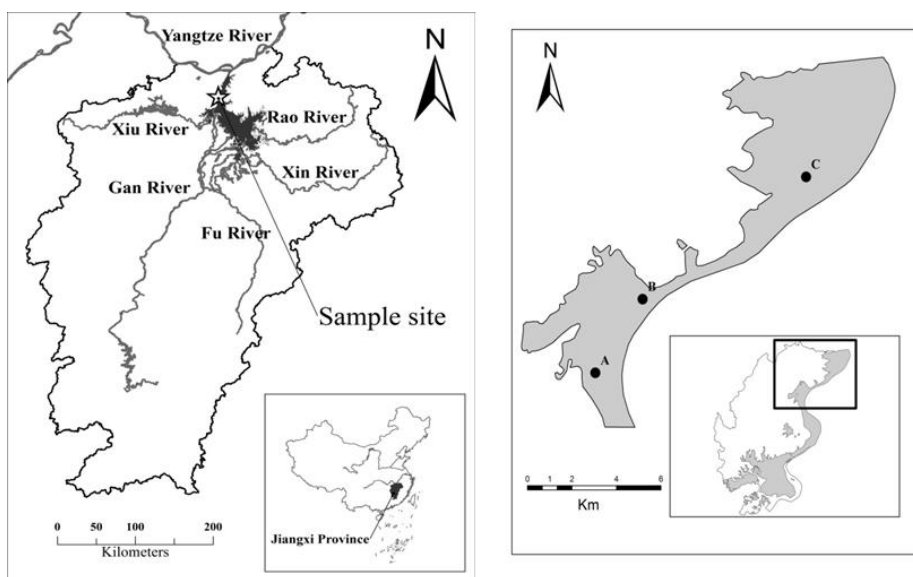 Yangtze River
N
Xiu River
Rao River
Xin River
Gan River
Fu River
Sample site
0 50 100 200
Kilometers
Jiangxi Province
N
C
B
A
0 1 2 4 6
Km